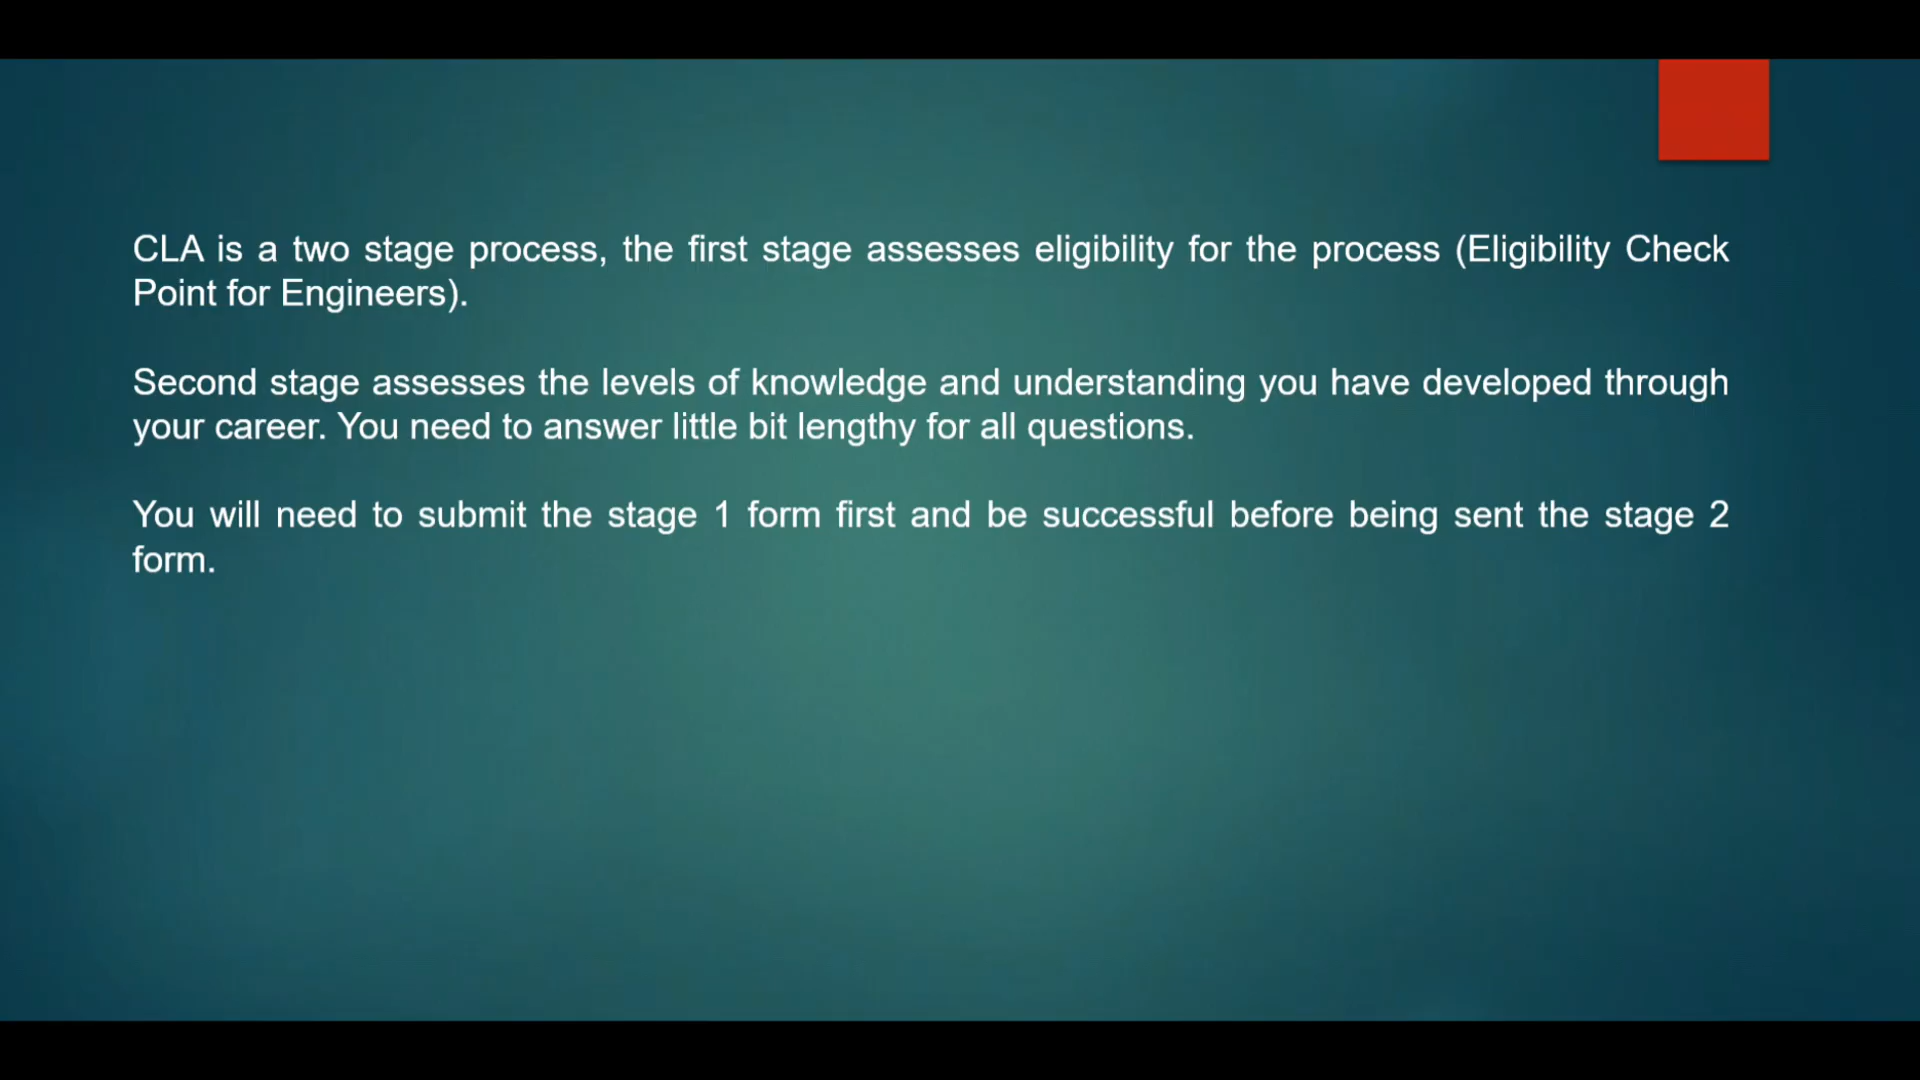 CLA is a two stage process, the first stage assesses eligibility for the process (Eligibility Check
Point for Engineers).
Second stage assesses the levels of knowledge and understanding you have developed through
your career. You need to answer little bit lengthy for all questions.
You will need to submit the stage 1 form first and be successful before being sent the stage 2
form.